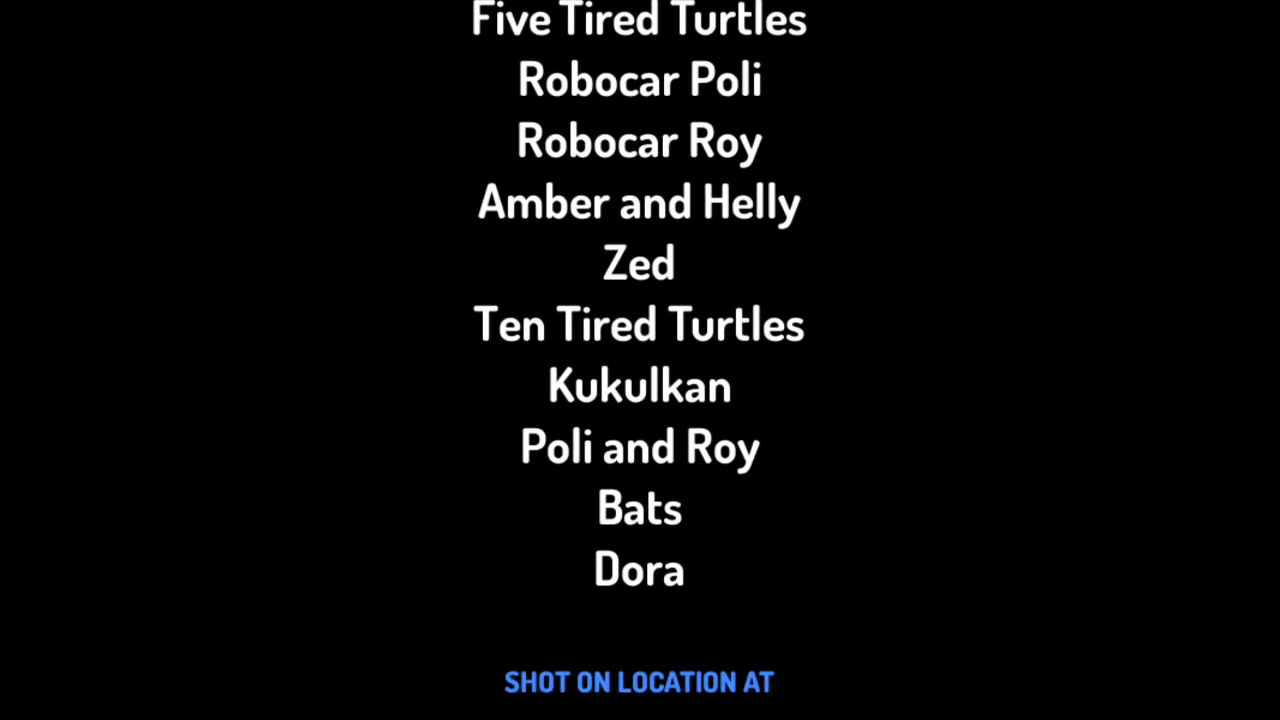 Five Tired Turtles
Robocar Poli
Robocar Roy
Amber and Helly
Zed
Ten Tired Turtles
Kukulkan
Poli and Roy
Bats
Dora
SHOT ON LOCATION AT